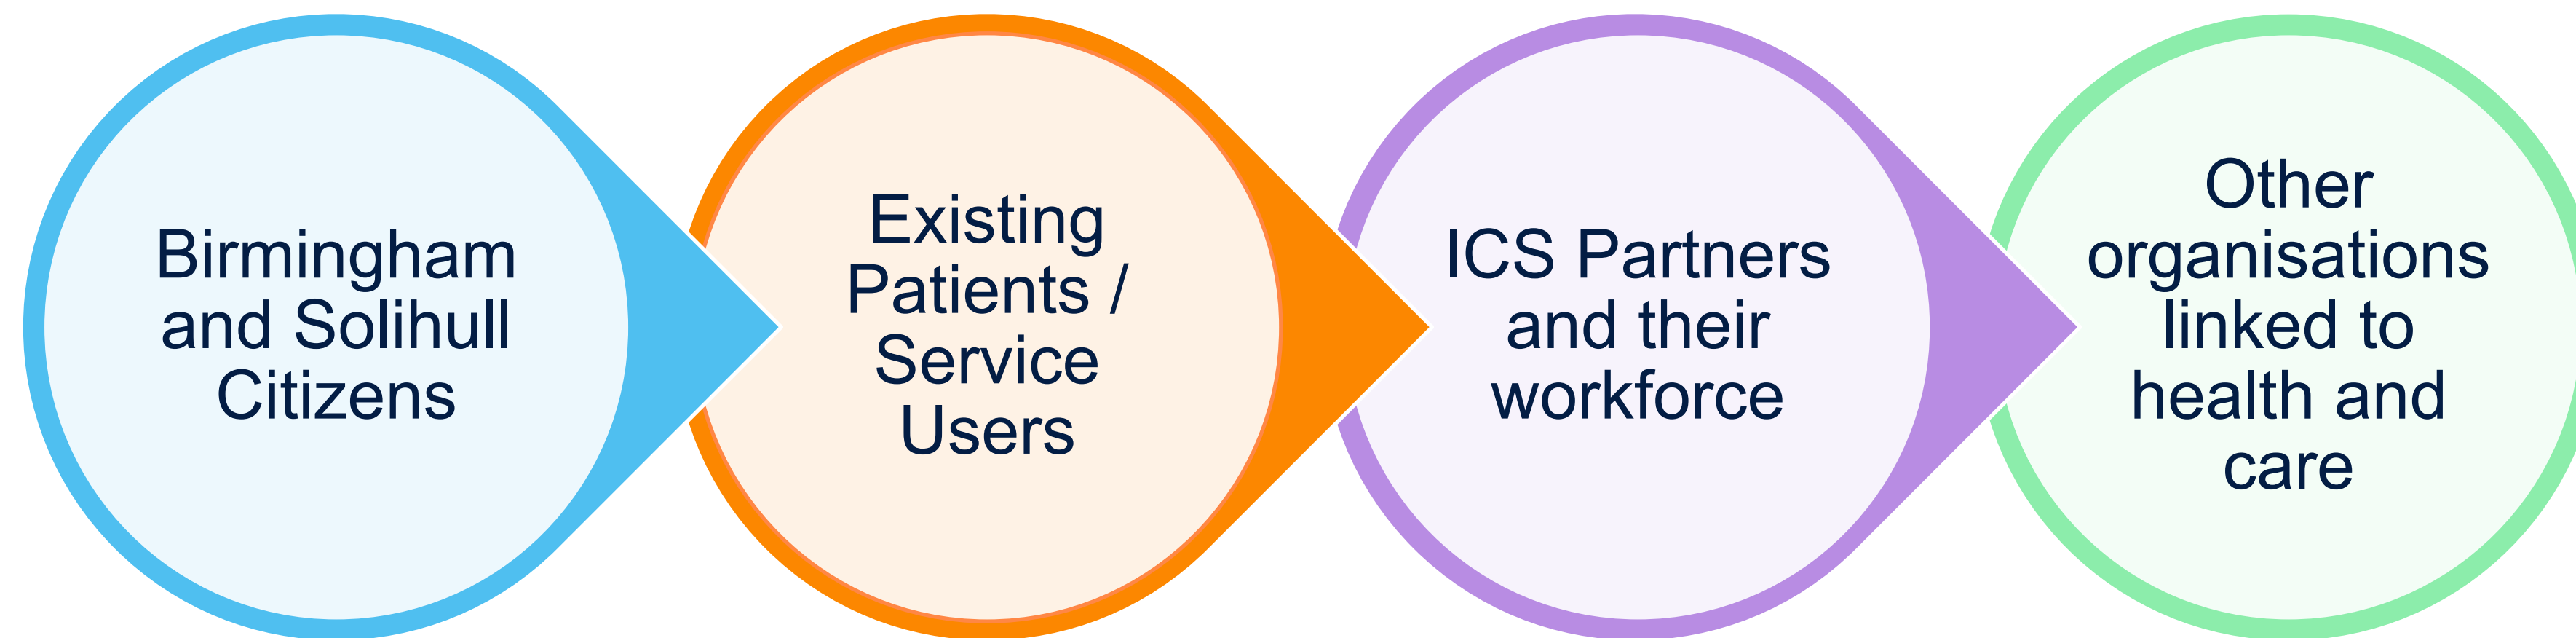 Birmingham
and Solihull
Citizens
Existing
Patients /
Service
Users
ICS Partners
and their
workforce
Other
organisations
linked to
health and
care